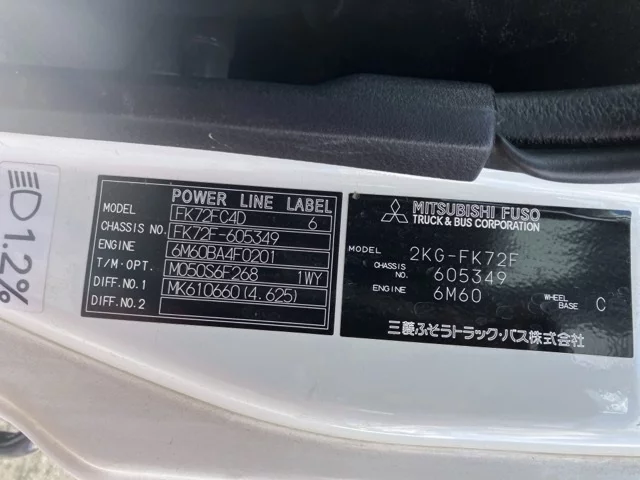 1.2%
POWER LINE LABEL
MODEL FK72FC4D 6
CHASSIS NO. FK72F-605349
ENGINE 6M60BA4F0201
T/M・OPT. M050S6F268 1WY
DIFF. NO.1 MK610660(4.625)
DIFF. NO.2
MITSUBISHI FUSO
TRUCK & BUS CORPORATION
MODEL 2KG-FK72F
CHASSIS NO. 605349
ENGINE 6M60 WHEEL BASE C
三菱ふそうトラック・バス株式会社